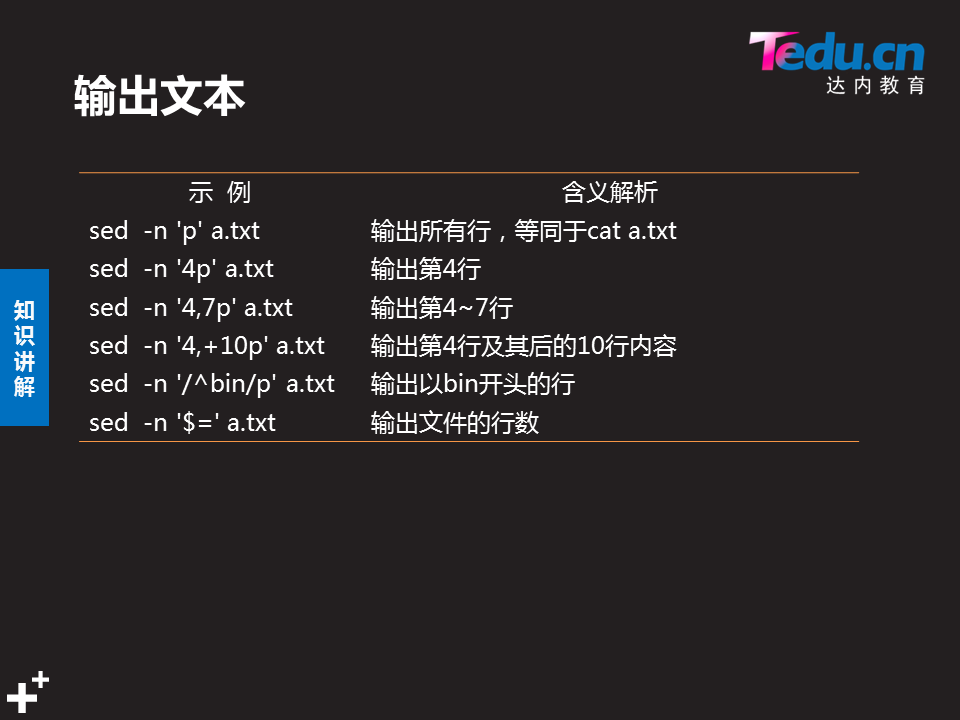 Tedu.cn
达内教育
输出文本
示 例 含义解析
sed -n 'p' a.txt 输出所有行，等同于cat a.txt
sed -n '4p' a.txt 输出第4行
sed -n '4,7p' a.txt 输出第4~7行
sed -n '4,+10p' a.txt 输出第4行及其后的10行内容
sed -n '/^bin/p' a.txt 输出以bin开头的行
sed -n '$=' a.txt 输出文件的行数
知识讲解